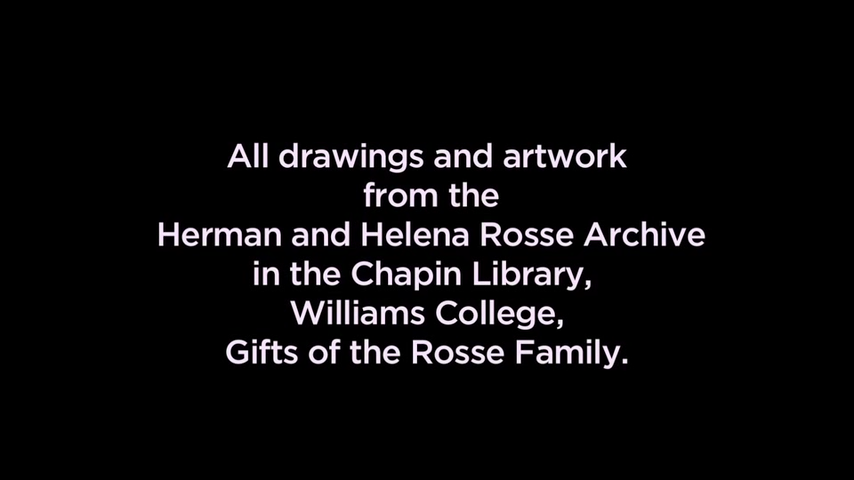 All drawings and artwork
from the
Herman and Helena Rosse Archive
in the Chapin Library,
Williams College,
Gifts of the Rosse Family.